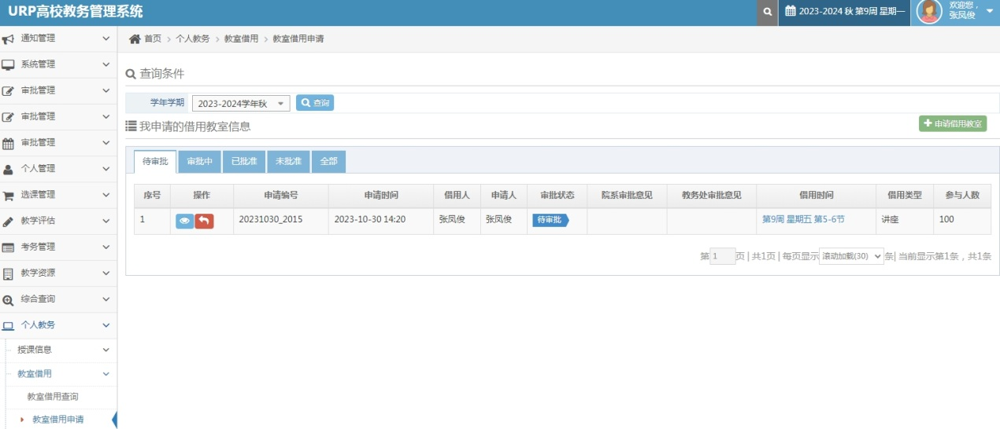 URP高校教务管理系统
2023-2024 秋 第9周 星期一
欢迎您，
张凤俊
通知管理
系统管理
审批管理
审批管理
审批管理
个人管理
选课管理
教学评估
考务管理
教学资源
综合查询
个人教务
授课信息
教室借用
教室借用查询
教室借用申请
首页 > 个人教务 > 教室借用 > 教室借用申请
查询条件
学年学期 2023-2024学年秋 查询
我申请的借用教室信息 申请借用教室
待审批 审批中 已批准 未批准 全部
序号 操作 申请编号 申请时间 借用人 申请人 审批状态 院系审批意见 教务处审批意见 借用时间 借用类型 参与人数
1 20231030_2015 2023-10-30 14:20 张凤俊 张凤俊 待审批 第9周 星期五 第5-6节 讲座 100
第 1 页 | 共1页 | 每页显示 滚动加载(30) 条| 当前显示第1条，共1条